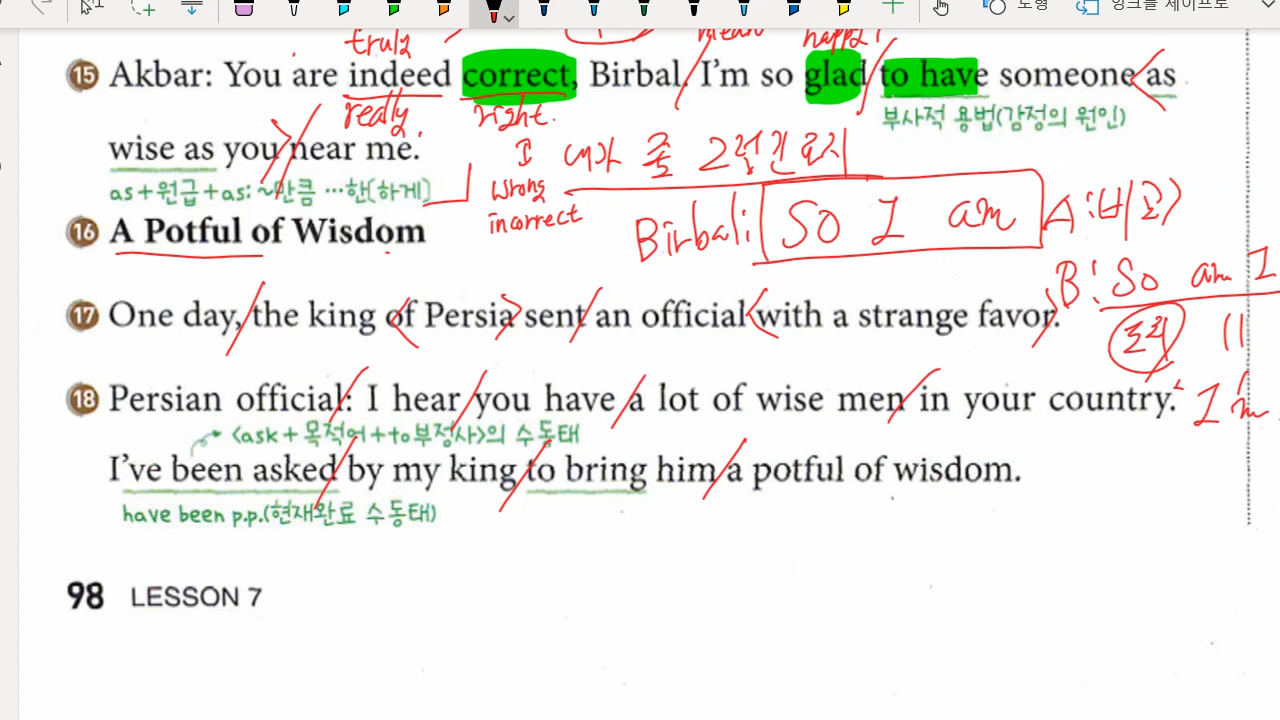 도형
잉크를 셰이프로
truly
mean
happy
15 Akbar: You are indeed correct, Birbal. I'm so glad to have someone as
really
right.
부사적 용법(감정의 원인)
wise as you near me.
내가 좀 그렇긴 하지
as+원급+as: ~만큼 …한(하게)
wrong
incorrect
Birbal: So I am
A:
16 A Potful of Wisdom
B: So am I
17 One day, the king of Persia sent an official with a strange favor.
18 Persian official: I hear you have a lot of wise men in your country.
I'm
<ask+목적어+to부정사>의 수동태
I've been asked by my king to bring him a potful of wisdom.
have been p.p.(현재완료 수동태)
98 LESSON 7